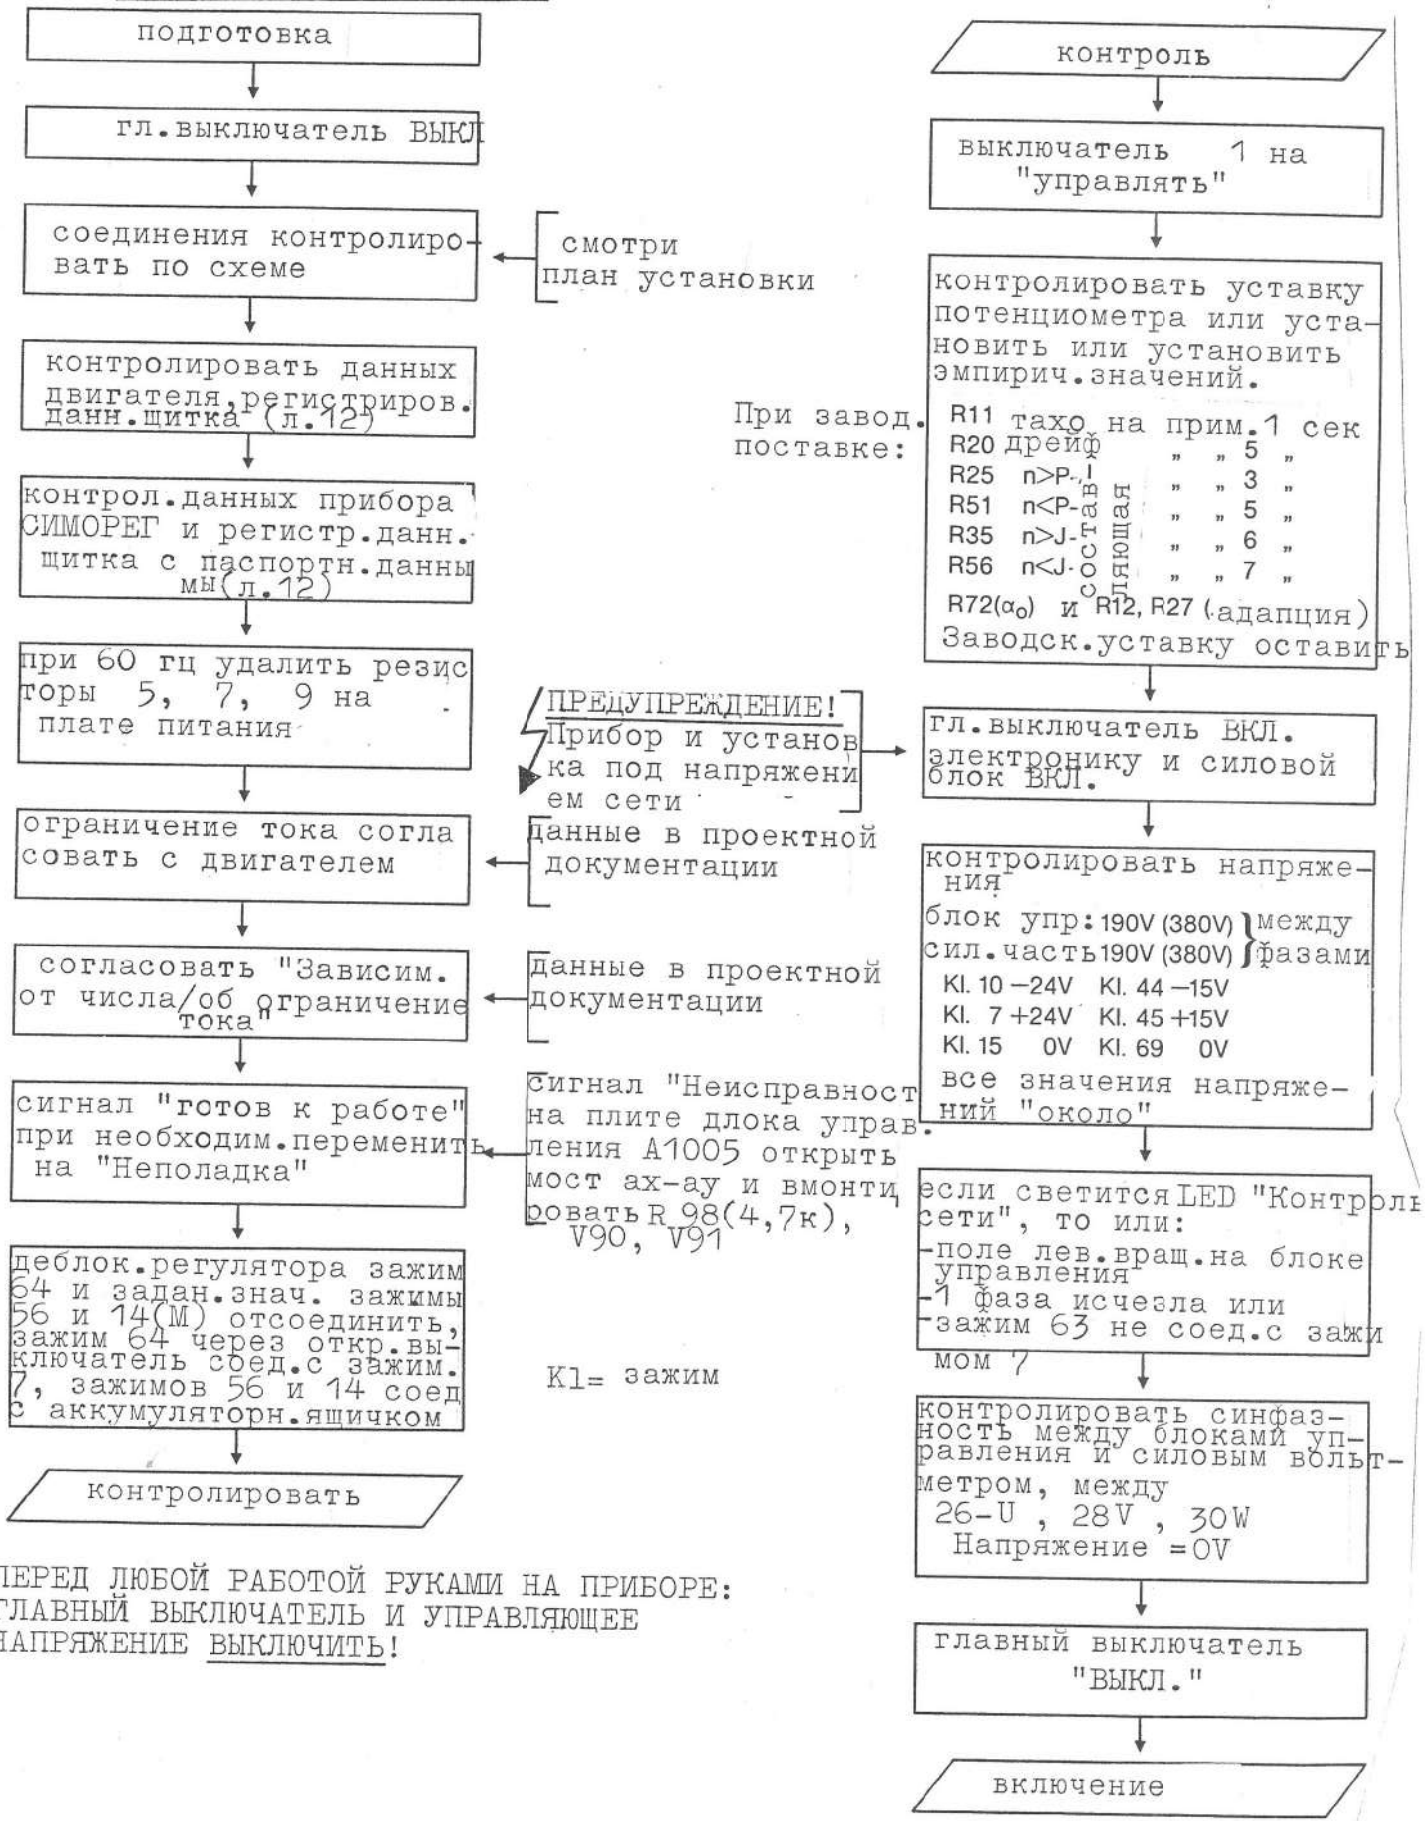 подготовка
гл.выключатель ВЫКЛ
соединения контролиро-
вать по схеме
смотри
план установки
контролировать данных
двигателя,регистриров.
данн.щитка (л.12)
контрол.данных прибора
СИМОРЕГ и регистр.данн.
щитка с паспортн.данны
мы(л.12)
при 60 гц удалить резис
торы 5, 7, 9 на
плате питания
ограничение тока согла
совать с двигателем
данные в проектной
документации
согласовать "Зависим.
от числа/об ограничение
тока"
данные в проектной
документации
сигнал "готов к работе"
при необходим.переменить
на "Неполадка"
сигнал "Неисправност
на плите длока управ.
ления А1005 открыть
мост ах-ау и вмонти
ровать R 98(4,7к),
V90, V91
деблок.регулятора зажим
64 и задан.знач. зажимы
56 и 14(М) отсоединить,
зажим 64 через откр.вы-
ключатель соед.с зажим.
7, зажимов 56 и 14 соед
с аккумуляторн.ящичком
Kl= зажим
контролировать
ПЕРЕД ЛЮБОЙ РАБОТОЙ РУКАМИ НА ПРИБОРЕ:
ГЛАВНЫЙ ВЫКЛЮЧАТЕЛЬ И УПРАВЛЯЮЩЕЕ
НАПРЯЖЕНИЕ ВЫКЛЮЧИТЬ!
контроль
выключатель 1 на
"управлять"
контролировать уставку
потенциометра или уста-
новить или установить
эмпирич.значений.
При завод.
поставке:
R11 тахо на прим.1 сек
R20 дрейф „ „ 5 „
R25 n>P- „ „ 3 „
R51 n<P- „ „ 5 „
R35 n>J- „ „ 6 „
R56 n<J- „ „ 7 „
составл-
ляющая
R72(α₀) и R12, R27 (.адапция)
Заводск.уставку оставить
ПРЕДУПРЕЖДЕНИЕ!
Прибор и установ
ка под напряжени
ем сети
гл.выключатель ВКЛ.
электронику и силовой
блок ВКЛ.
контролировать напряже-
ния
блок упр: 190V (380V) } между
сил.часть 190V (380V) } фазами
Kl. 10 –24V Kl. 44 –15V
Kl. 7 +24V Kl. 45 +15V
Kl. 15 0V Kl. 69 0V
все значения напряже-
ний "около"
если светится LED "Контроль
сети", то или:
-поле лев.вращ.на блоке
управления
-1 фаза исчезла или
-зажим 63 не соед.с зажи
мом 7
контролировать синфаз-
ность между блоками уп-
равления и силовым вольт-
метром, между
26-U , 28V , 30W
Напряжение =0V
главный выключатель
"ВЫКЛ."
включение